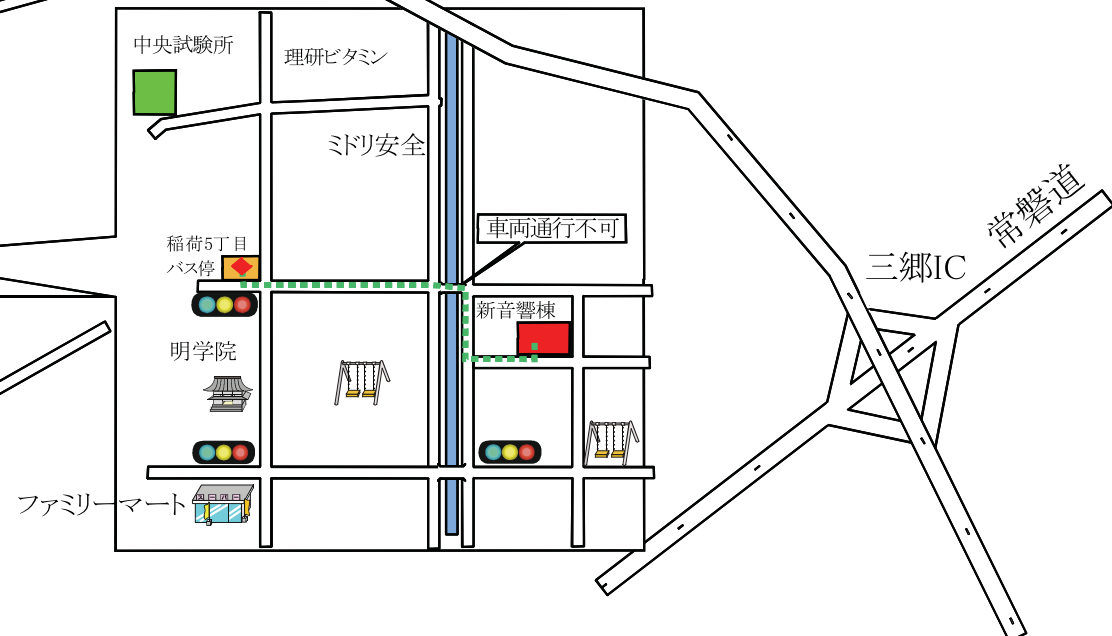 中央試験所
理研ビタミン
ミドリ安全
車両通行不可
稲荷5丁目
バス停
常磐道
三郷IC
新音響棟
明学院
ファミリーマート